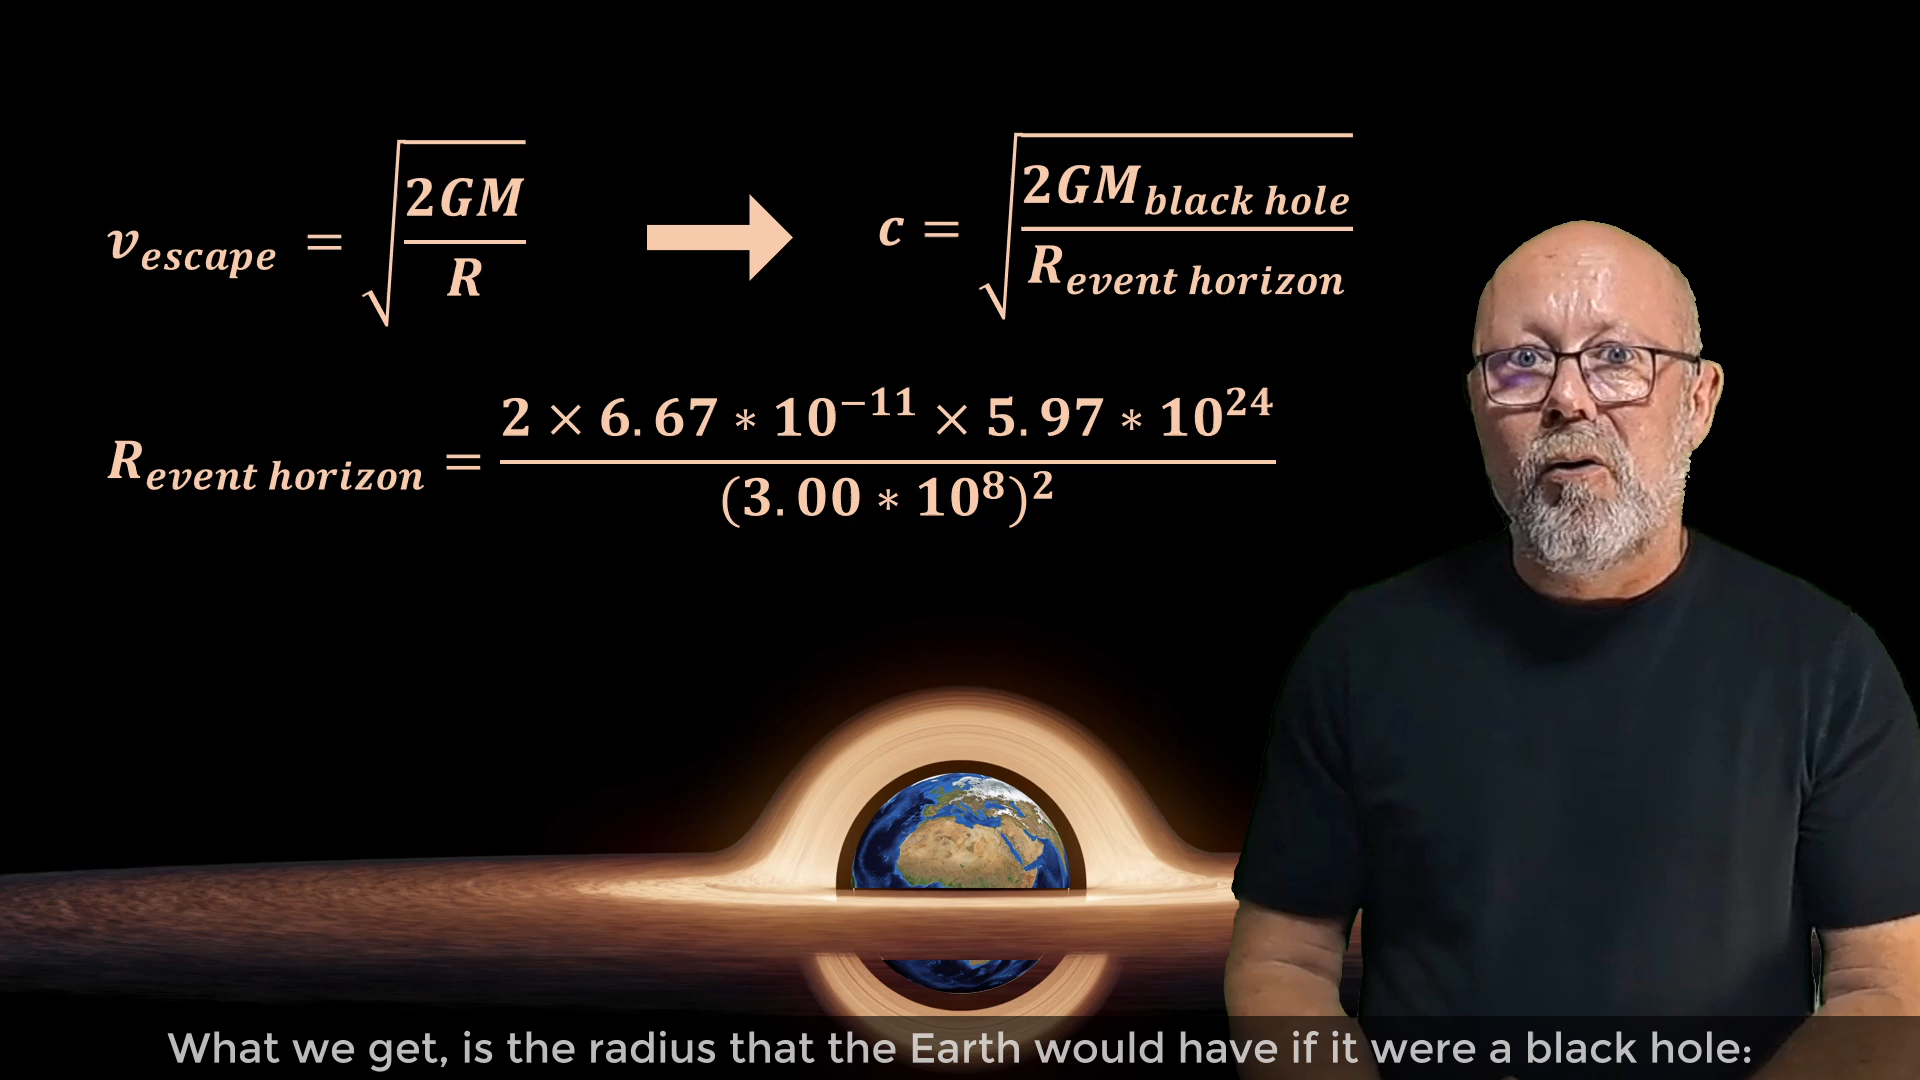 v_escape = √(2GM / R) → c = √(2GM_black hole / R_event horizon)
R_event horizon = (2 × 6.67 * 10^−11 × 5.97 * 10^24) / (3.00 * 10^8)^2
What we get, is the radius that the Earth would have if it were a black hole: